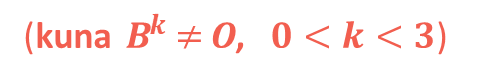 (kuna B^k ≠ O, 0 < k < 3)